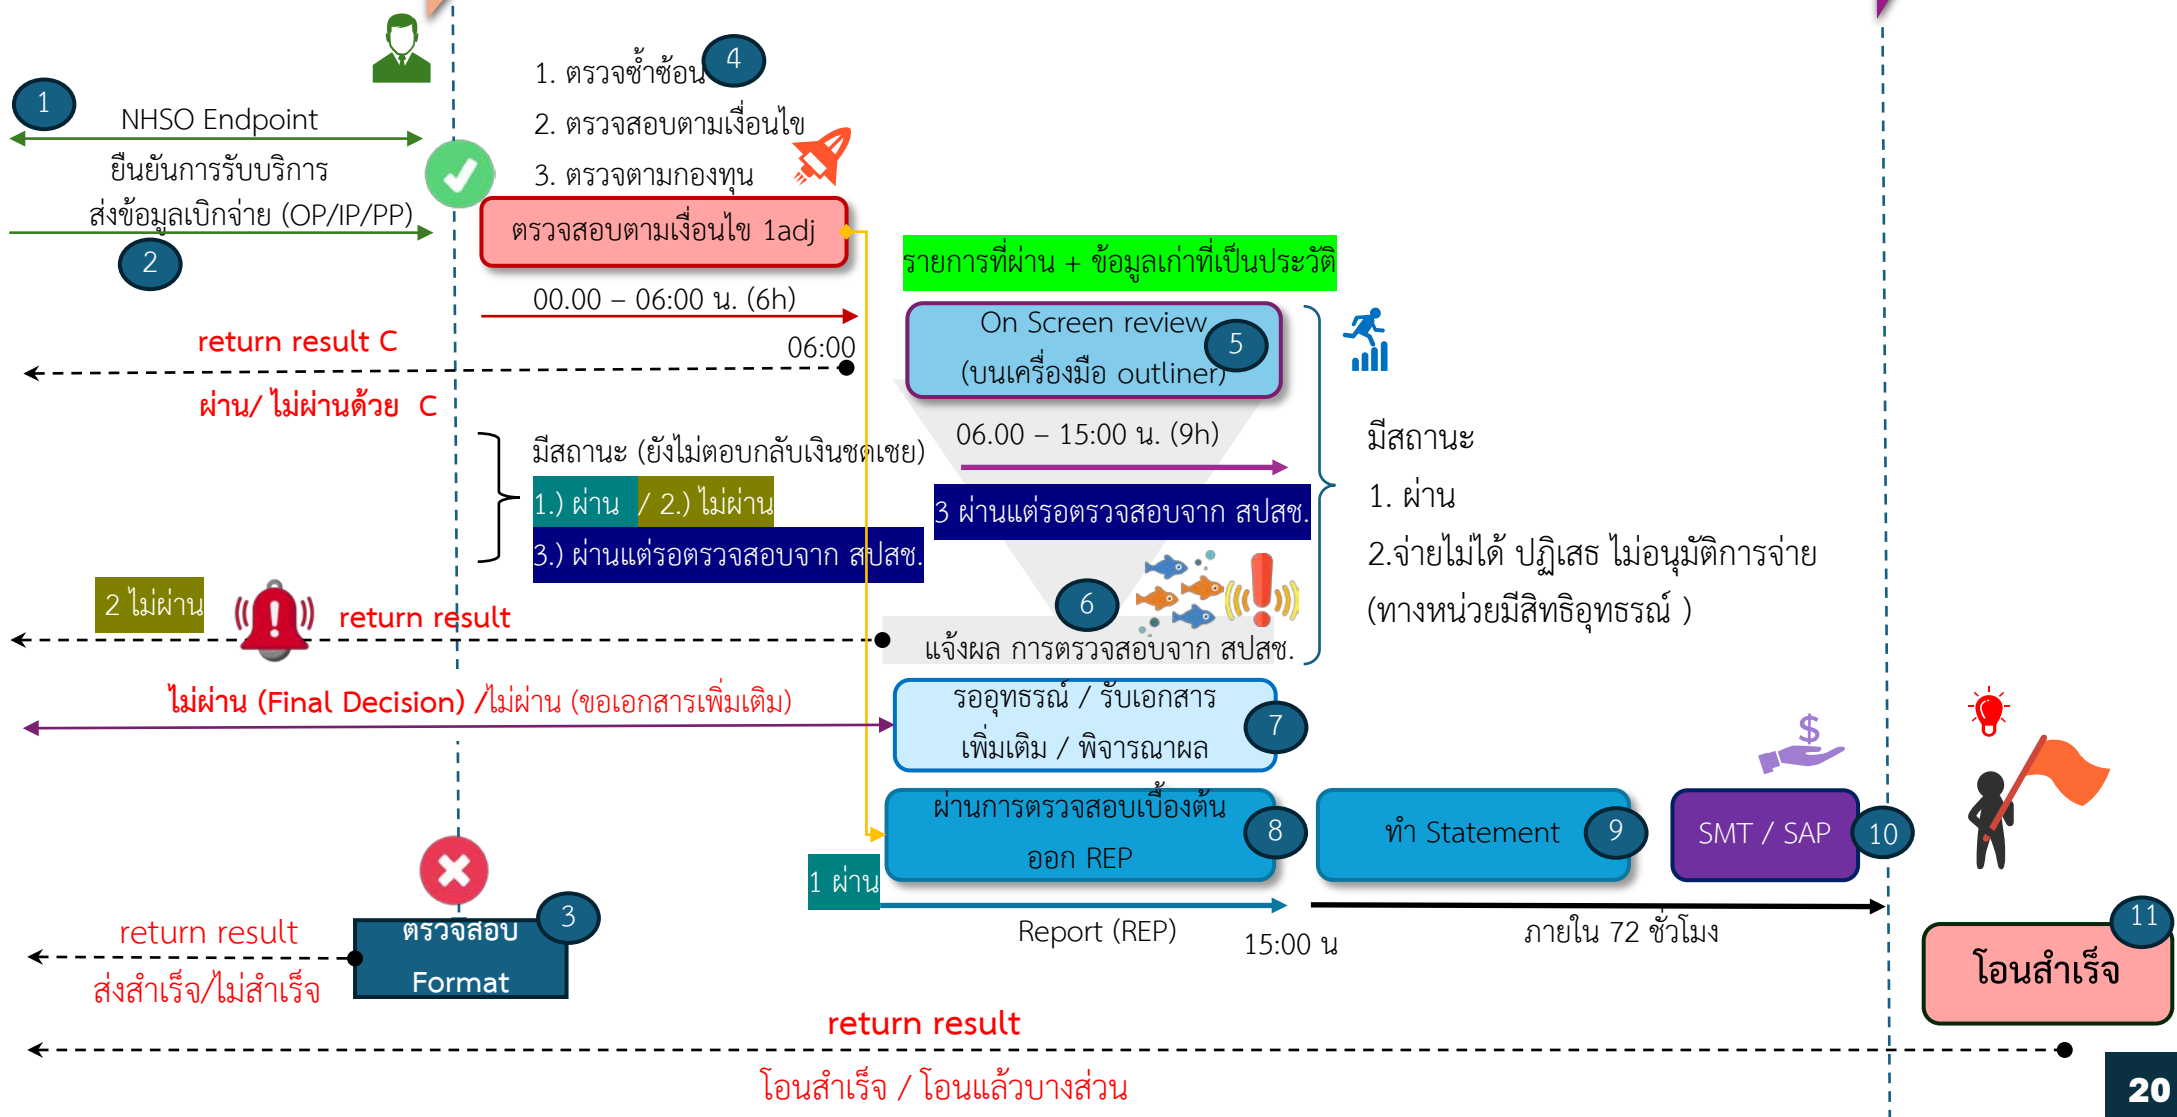 1
NHSO Endpoint
ยืนยันการรับบริการ
ส่งข้อมูลเบิกจ่าย (OP/IP/PP)
2
4
1. ตรวจซ้ำซ้อน
2. ตรวจสอบตามเงื่อนไข
3. ตรวจตามกองทุน
ตรวจสอบตามเงื่อนไข 1adj
00.00 – 06:00 น. (6h)
06:00
return result C
ผ่าน/ ไม่ผ่านด้วย C
รายการที่ผ่าน + ข้อมูลเก่าที่เป็นประวัติ
On Screen review
(บนเครื่องมือ outliner)
5
06.00 – 15:00 น. (9h)
3 ผ่านแต่รอตรวจสอบจาก สปสช.
มีสถานะ (ยังไม่ตอบกลับเงินชดเชย)
1.) ผ่าน / 2.) ไม่ผ่าน
3.) ผ่านแต่รอตรวจสอบจาก สปสช.
มีสถานะ
1. ผ่าน
2.จ่ายไม่ได้ ปฏิเสธ ไม่อนุมัติการจ่าย
(ทางหน่วยมีสิทธิอุทธรณ์ )
2 ไม่ผ่าน
return result
6
แจ้งผล การตรวจสอบจาก สปสช.
ไม่ผ่าน (Final Decision) /ไม่ผ่าน (ขอเอกสารเพิ่มเติม)
รออุทธรณ์ / รับเอกสาร
เพิ่มเติม / พิจารณาผล
7
ผ่านการตรวจสอบเบื้องต้น
ออก REP
8
ทำ Statement
9
$
SMT / SAP
10
1 ผ่าน
Report (REP)
15:00 น
ภายใน 72 ชั่วโมง
ตรวจสอบ
Format
3
return result
ส่งสำเร็จ/ไม่สำเร็จ
11
โอนสำเร็จ
return result
โอนสำเร็จ / โอนแล้วบางส่วน
20